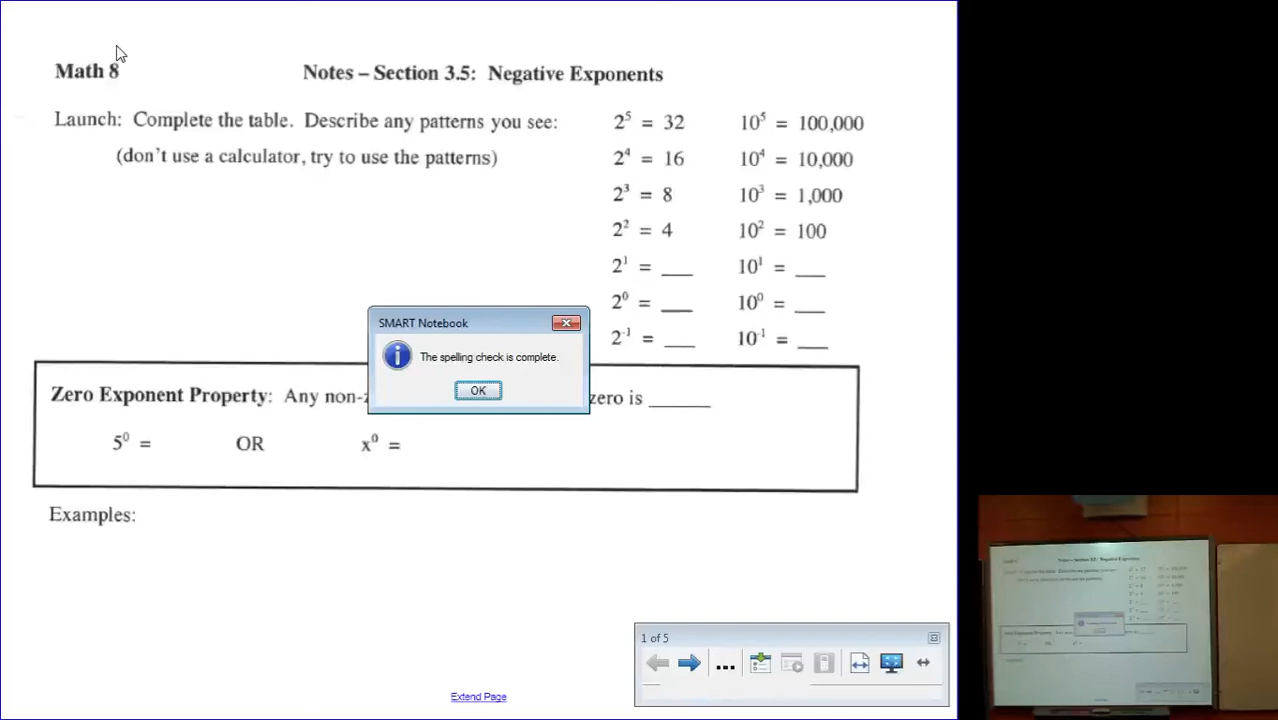 Math 8
Notes – Section 3.5: Negative Exponents
Launch: Complete the table. Describe any patterns you see:
(don't use a calculator, try to use the patterns)
2⁵ = 32 10⁵ = 100,000
2⁴ = 16 10⁴ = 10,000
2³ = 8 10³ = 1,000
2² = 4 10² = 100
2¹ = ___ 10¹ = ___
2⁰ = ___ 10⁰ = ___
2⁻¹ = ___ 10⁻¹ = ___
SMART Notebook
The spelling check is complete.
OK
Zero Exponent Property: Any non-z zero is ______
5⁰ = OR x⁰ =
Examples:
1 of 5
Extend Page